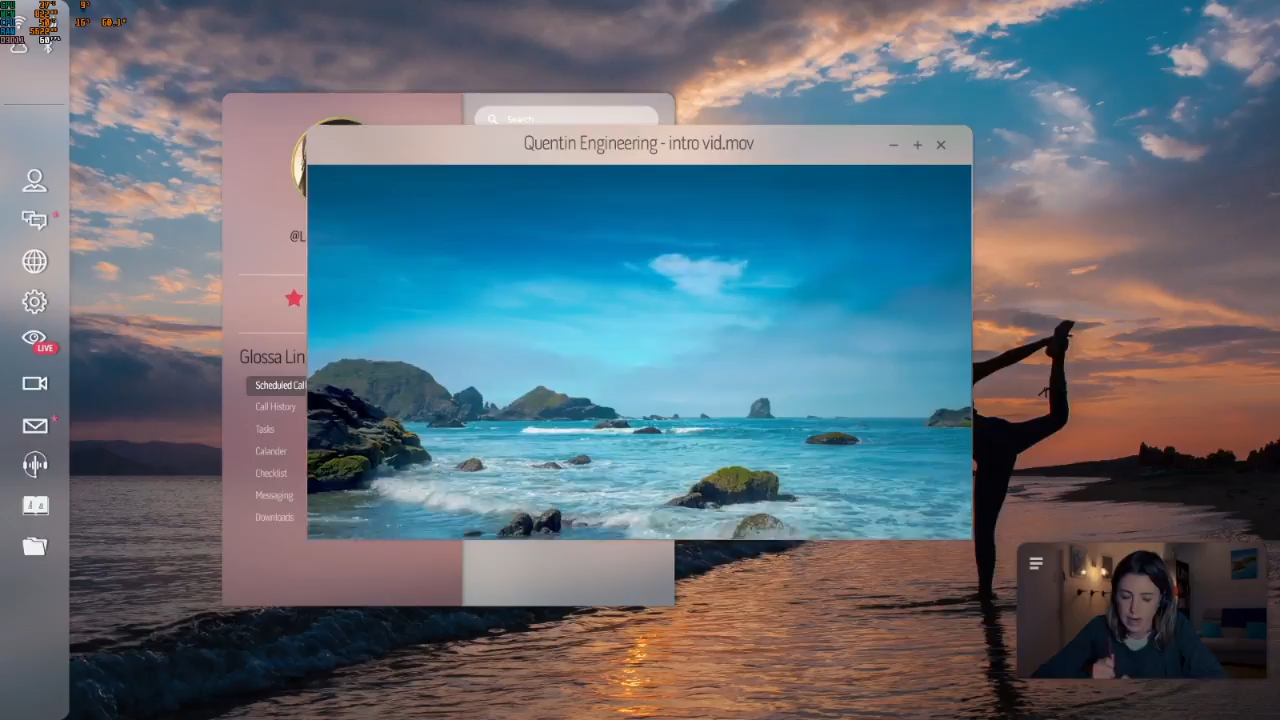 Search
Quentin Engineering - intro vid.mov
@L
LIVE
Glossa Lin
Scheduled Call
Call History
Tasks
Calander
Checklist
Messaging
Downloads